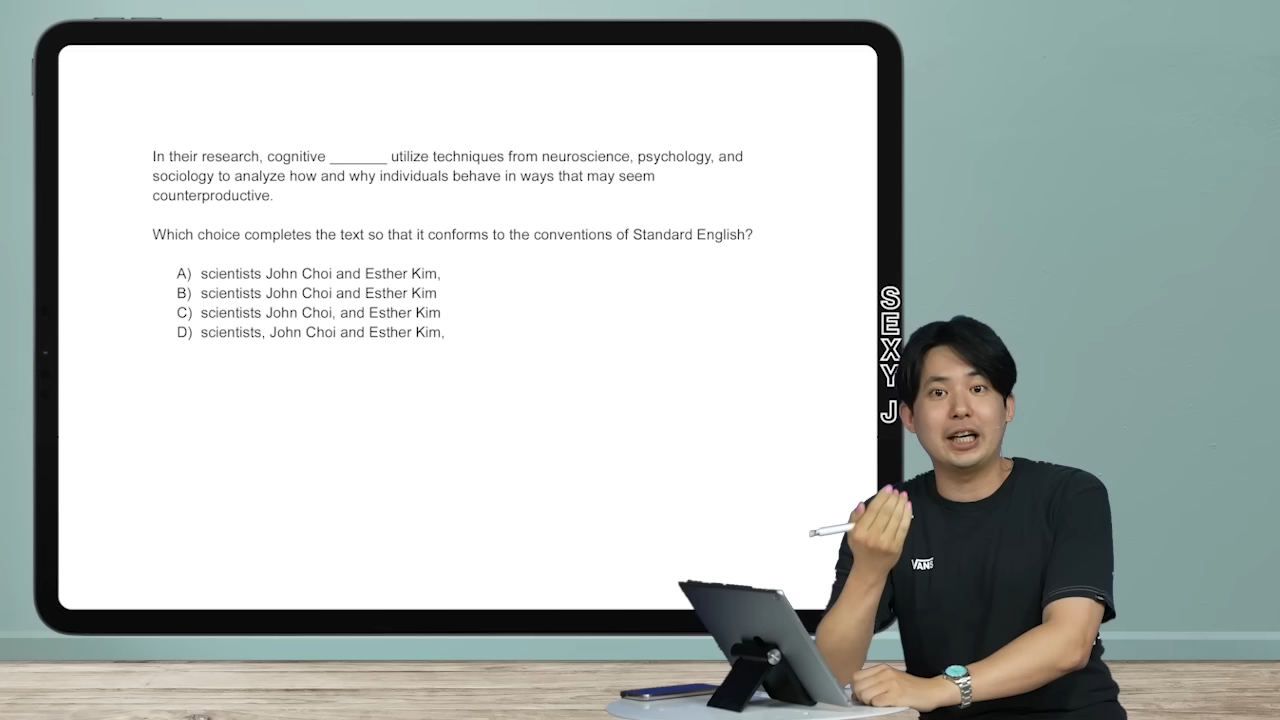 In their research, cognitive _______ utilize techniques from neuroscience, psychology, and
sociology to analyze how and why individuals behave in ways that may seem
counterproductive.
Which choice completes the text so that it conforms to the conventions of Standard English?
A) scientists John Choi and Esther Kim,
B) scientists John Choi and Esther Kim
C) scientists John Choi, and Esther Kim
D) scientists, John Choi and Esther Kim,
SEXY J
VANS